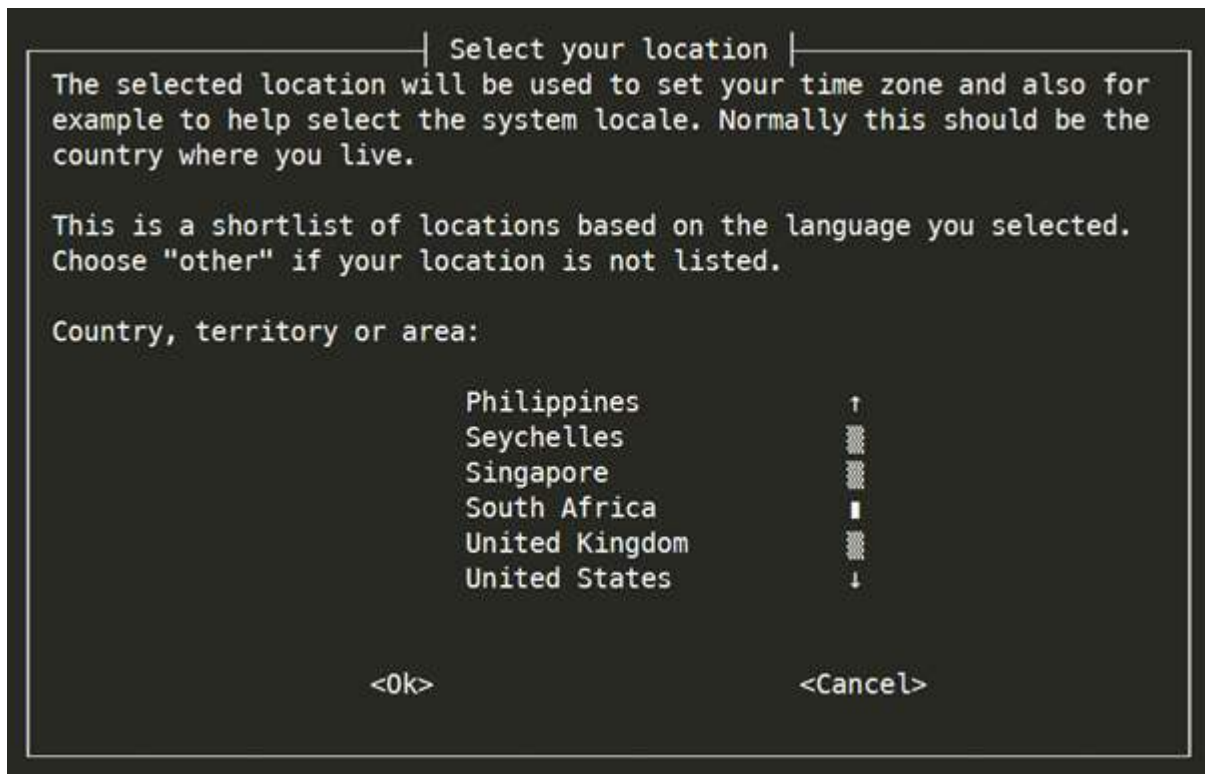 Select your location
The selected location will be used to set your time zone and also for
example to help select the system locale. Normally this should be the
country where you live.
This is a shortlist of locations based on the language you selected.
Choose "other" if your location is not listed.
Country, territory or area:
Philippines ↑
Seychelles
Singapore
South Africa
United Kingdom
United States ↓
<Ok> <Cancel>